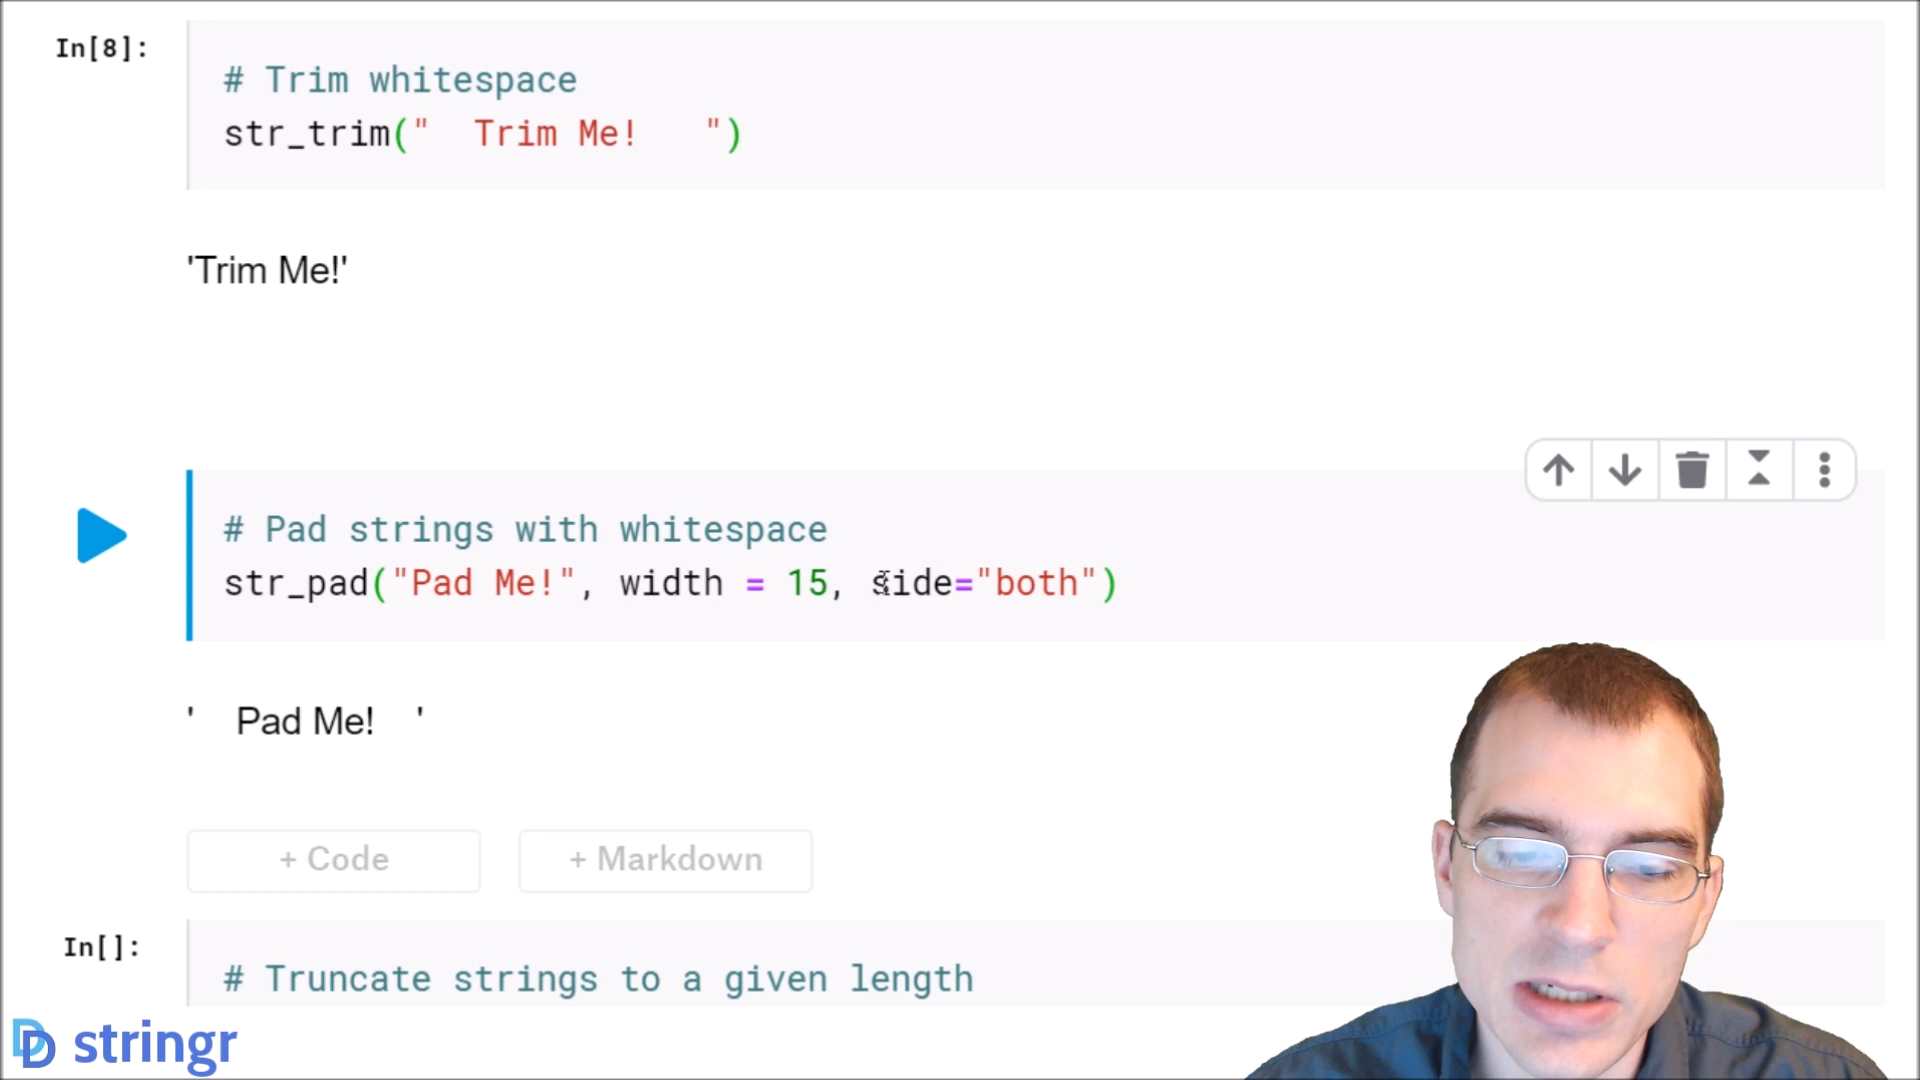 In[8]:
# Trim whitespace
str_trim("  Trim Me!   ")
'Trim Me!'
# Pad strings with whitespace
str_pad("Pad Me!", width = 15, side="both")
'    Pad Me!    '
+ Code
+ Markdown
In[]:
# Truncate strings to a given length
D stringr